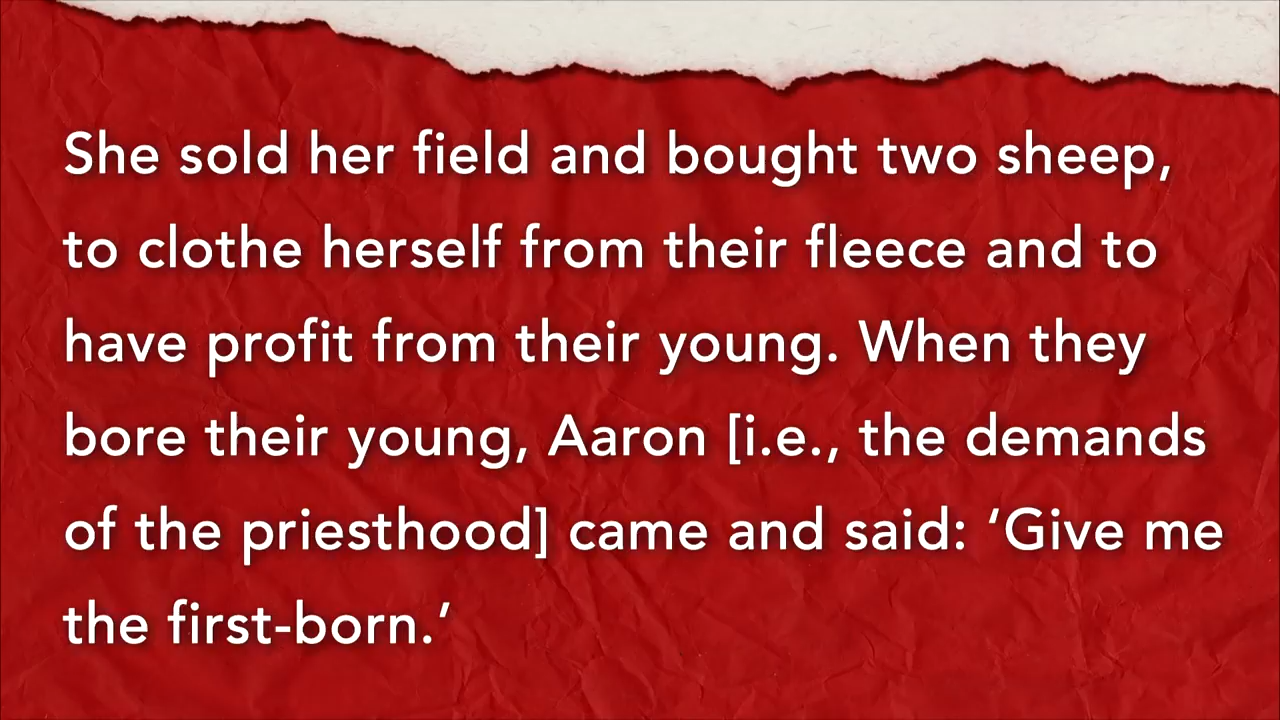 She sold her field and bought two sheep,
to clothe herself from their fleece and to
have profit from their young. When they
bore their young, Aaron [i.e., the demands
of the priesthood] came and said: ‘Give me
the first-born.’